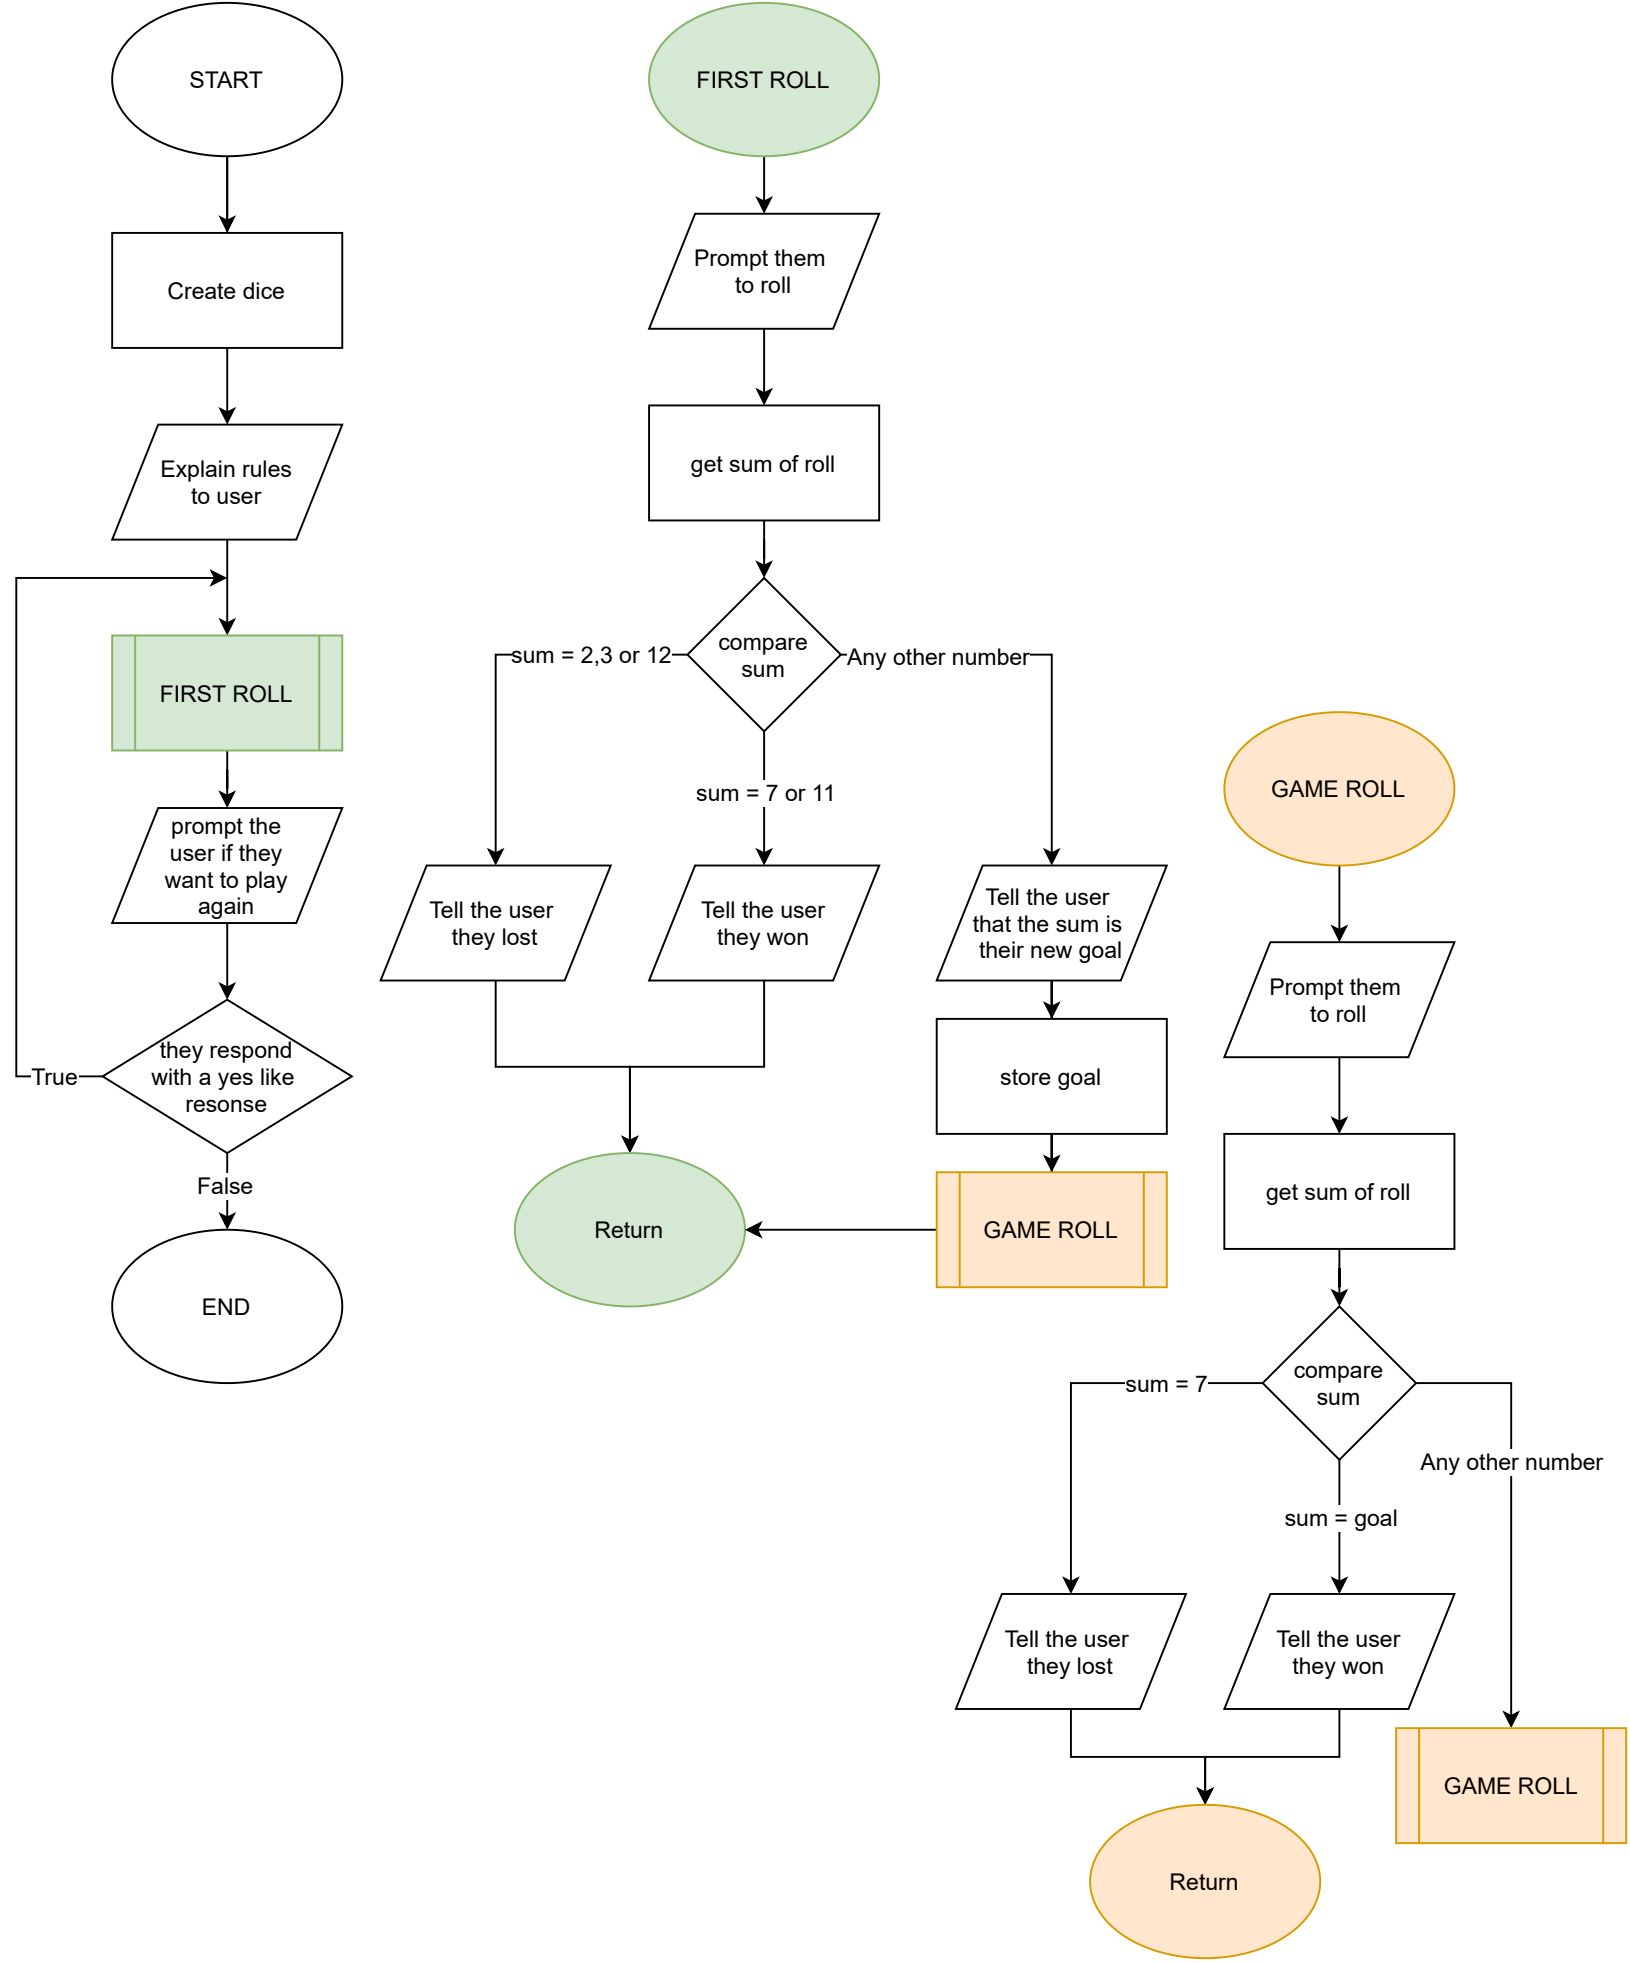 START
Create dice
Explain rules
to user
FIRST ROLL
prompt the
user if they
want to play
again
they respond
with a yes like
resonse
True
False
END
FIRST ROLL
Prompt them
to roll
get sum of roll
compare
sum
sum = 2,3 or 12
sum = 7 or 11
Any other number
Tell the user
they lost
Tell the user
they won
Tell the user
that the sum is
their new goal
store goal
GAME ROLL
Return
GAME ROLL
Prompt them
to roll
get sum of roll
compare
sum
sum = 7
sum = goal
Any other number
Tell the user
they lost
Tell the user
they won
GAME ROLL
Return